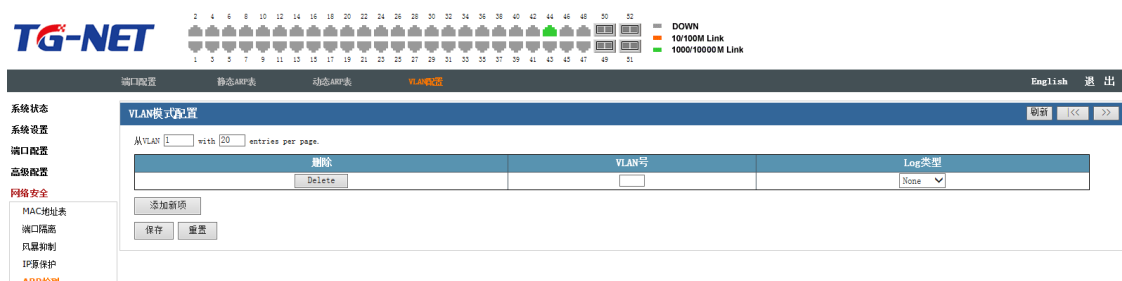 TG-NET
2 4 6 8 10 12 14 16 18 20 22 24 26 28 30 32 34 36 38 40 42 44 46 48 50 52
DOWN
10/100M Link
1000/10000M Link
1 3 5 7 9 11 13 15 17 19 21 23 25 27 29 31 33 35 37 39 41 43 45 47 49 51
端口配置 静态ARP表 动态ARP表 VLAN配置 English 退 出
系统状态
系统设置
端口配置
高级配置
网络安全
MAC地址表
端口隔离
风暴抑制
IP源保护
ARP检测
VLAN模式配置 刷新 |<< >>
从VLAN 1 with 20 entries per page.
删除 VLAN号 Log类型
Delete None
添加新项
保存 重置